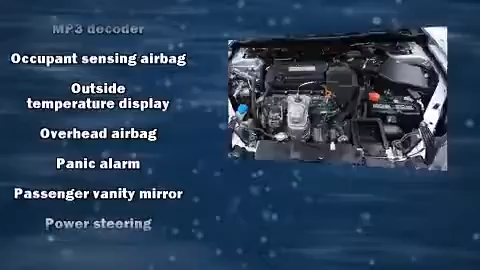 MP3 decoder
Occupant sensing airbag
Outside
temperature display
Overhead airbag
Panic alarm
Passenger vanity mirror
Power steering